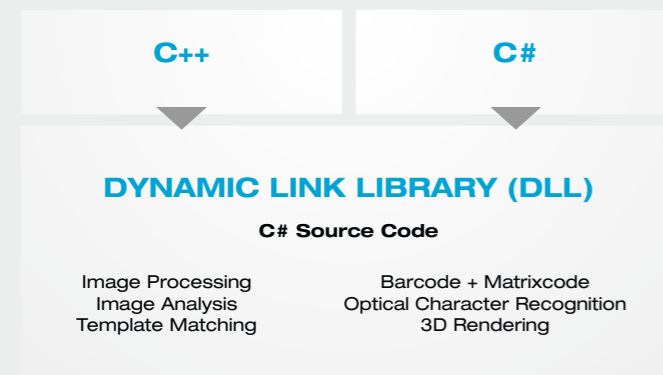 C++
C#
DYNAMIC LINK LIBRARY (DLL)
C# Source Code
Image Processing
Image Analysis
Template Matching
Barcode + Matrixcode
Optical Character Recognition
3D Rendering